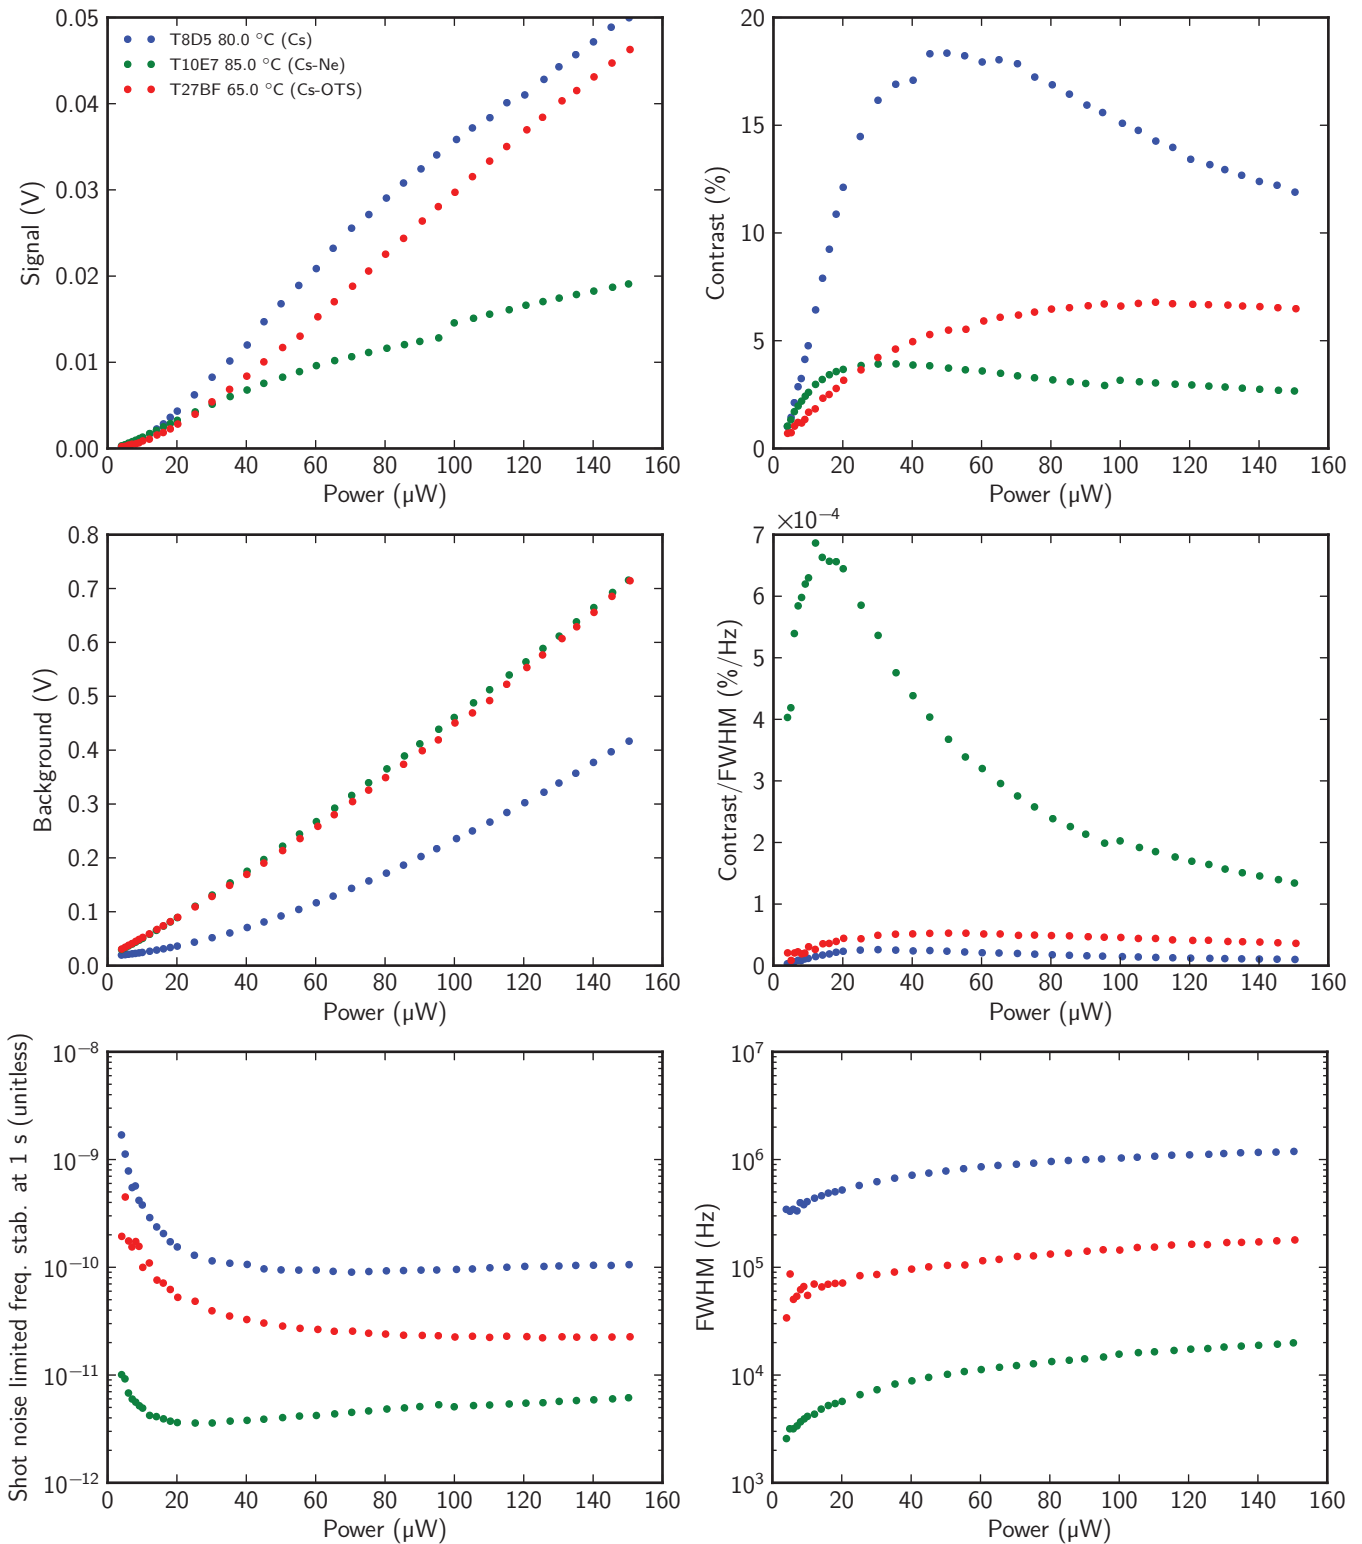 0.05
0.04
0.03
0.02
0.01
0.00
Signal (V)
T8D5 80.0 °C (Cs)
T10E7 85.0 °C (Cs-Ne)
T27BF 65.0 °C (Cs-OTS)
0 20 40 60 80 100 120 140 160
Power (µW)
20
15
10
5
0
Contrast (%)
0 20 40 60 80 100 120 140 160
Power (µW)
0.8
0.7
0.6
0.5
0.4
0.3
0.2
0.1
0.0
Background (V)
0 20 40 60 80 100 120 140 160
Power (µW)
×10⁻⁴
7
6
5
4
3
2
1
0
Contrast/FWHM (%/Hz)
0 20 40 60 80 100 120 140 160
Power (µW)
10⁻⁸
10⁻⁹
10⁻¹⁰
10⁻¹¹
10⁻¹²
Shot noise limited freq. stab. at 1 s (unitless)
0 20 40 60 80 100 120 140 160
Power (µW)
10⁷
10⁶
10⁵
10⁴
10³
FWHM (Hz)
0 20 40 60 80 100 120 140 160
Power (µW)